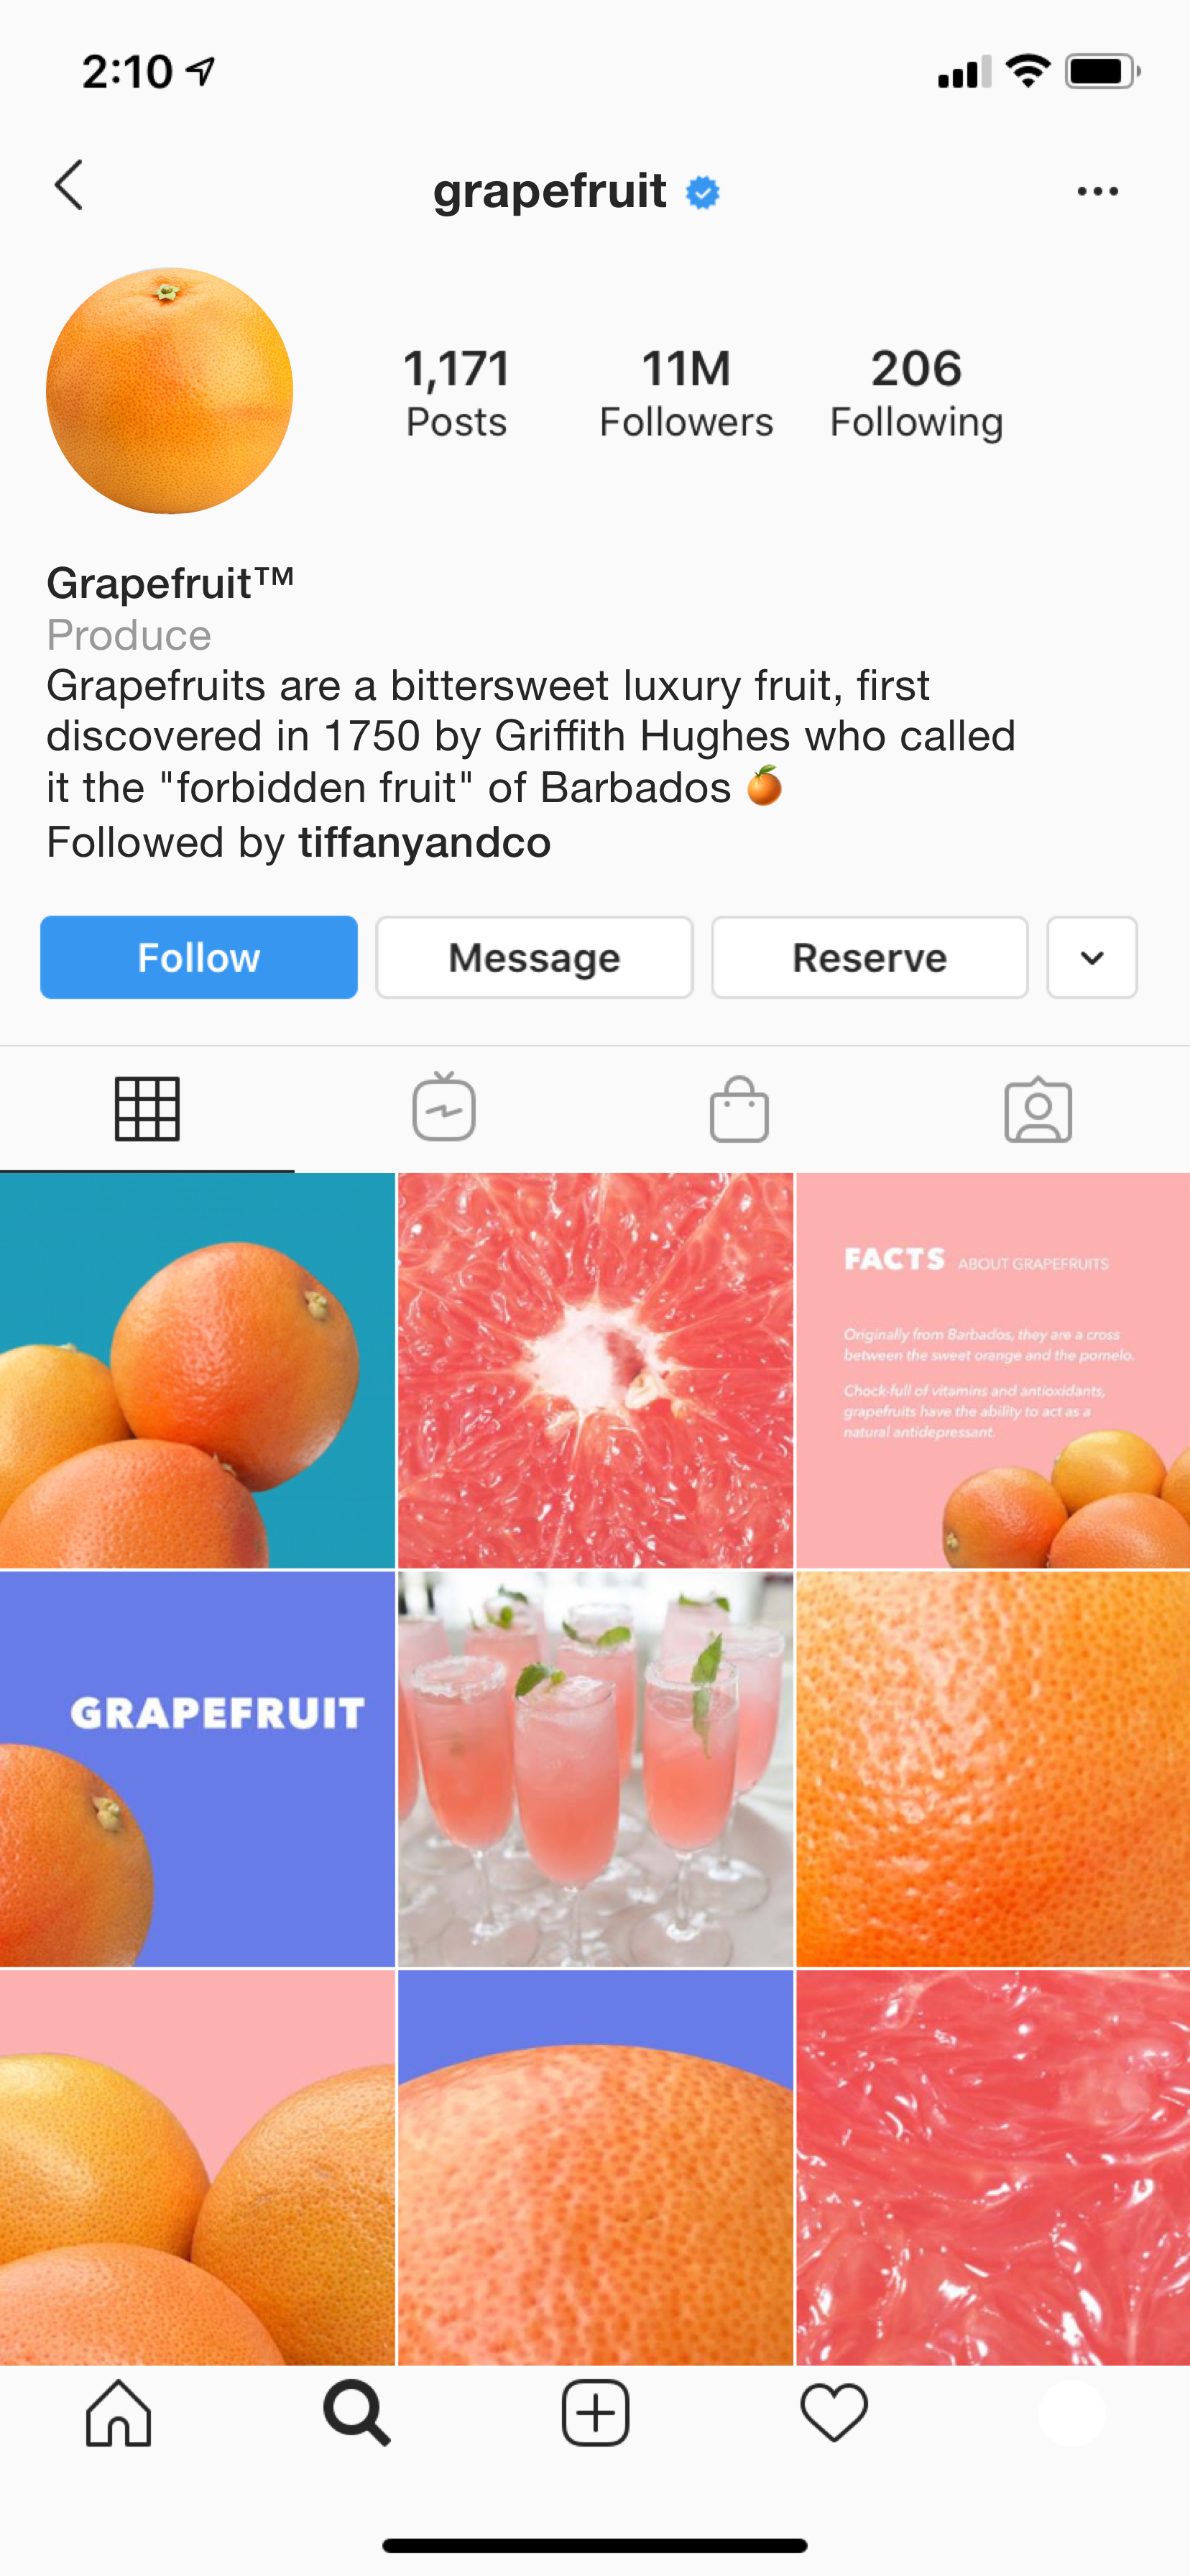 2:10
grapefruit
1,171
Posts
11M
Followers
206
Following
Grapefruit™
Produce
Grapefruits are a bittersweet luxury fruit, first
discovered in 1750 by Griffith Hughes who called
it the "forbidden fruit" of Barbados 🍊
Followed by tiffanyandco
Follow
Message
Reserve
FACTS ABOUT GRAPEFRUITS
Originally from Barbados, they are a cross
between the sweet orange and the pomelo.
Chock-full of vitamins and antioxidants,
grapefruits have the ability to act as a
natural antidepressant.
GRAPEFRUIT